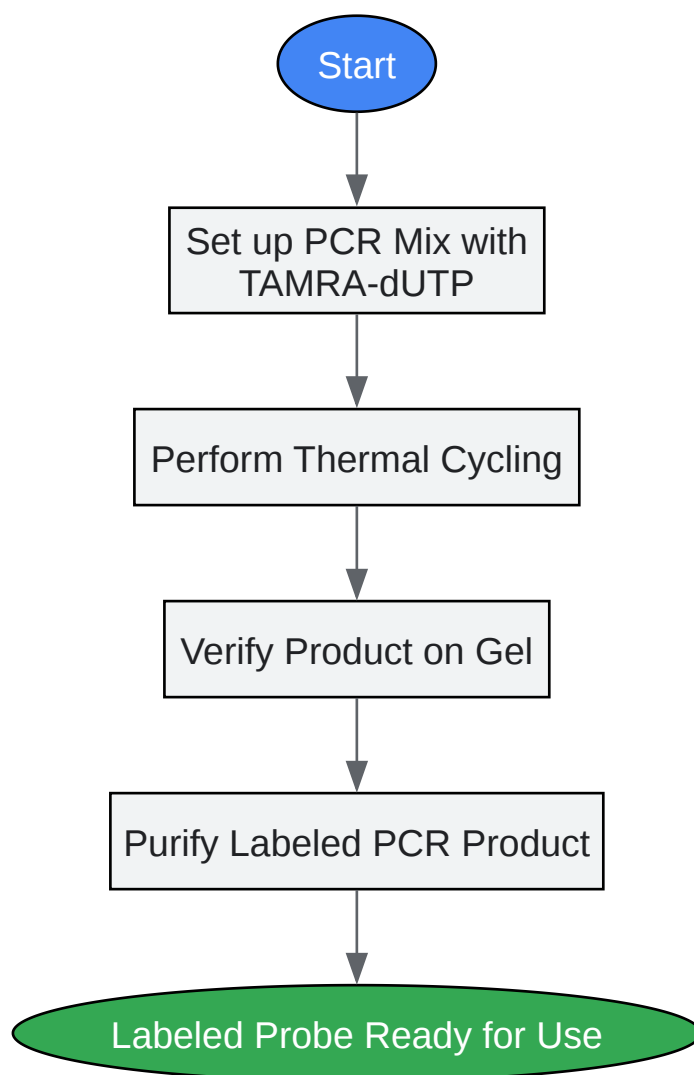 Start
Set up PCR Mix with
TAMRA-dUTP
Perform Thermal Cycling
Verify Product on Gel
Purify Labeled PCR Product
Labeled Probe Ready for Use